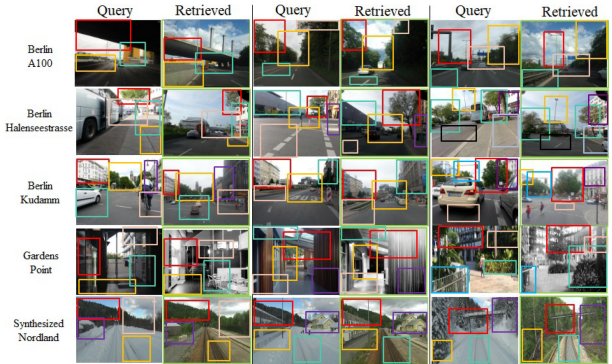 Query Retrieved Query Retrieved Query Retrieved
Berlin
A100
Berlin
Halenseestrasse
Berlin
Kudamm
Gardens
Point
Synthesized
Nordland